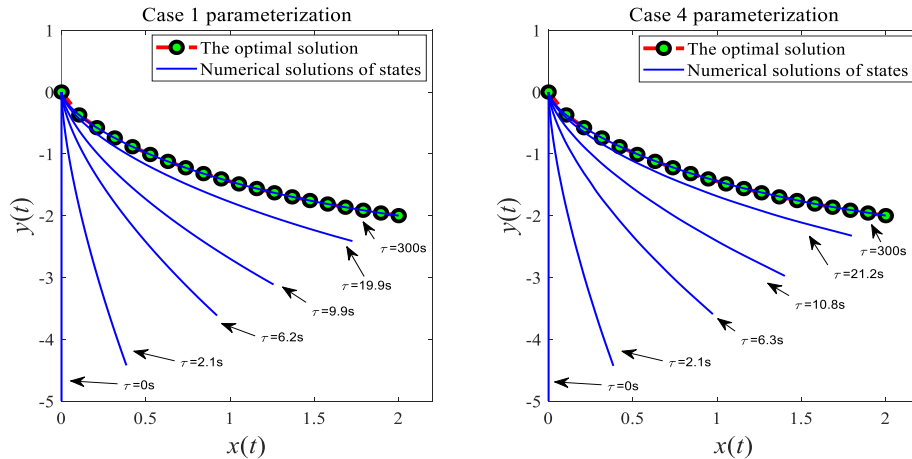 Case 1 parameterization
The optimal solution
Numerical solutions of states
1
0
-1
-2
-3
-4
-5
y(t)
τ=300s
τ=19.9s
τ=9.9s
τ=6.2s
τ=2.1s
τ=0s
0
0.5
1
1.5
2
x(t)
Case 4 parameterization
The optimal solution
Numerical solutions of states
1
0
-1
-2
-3
-4
-5
y(t)
τ=300s
τ=21.2s
τ=10.8s
τ=6.3s
τ=2.1s
τ=0s
0
0.5
1
1.5
2
x(t)